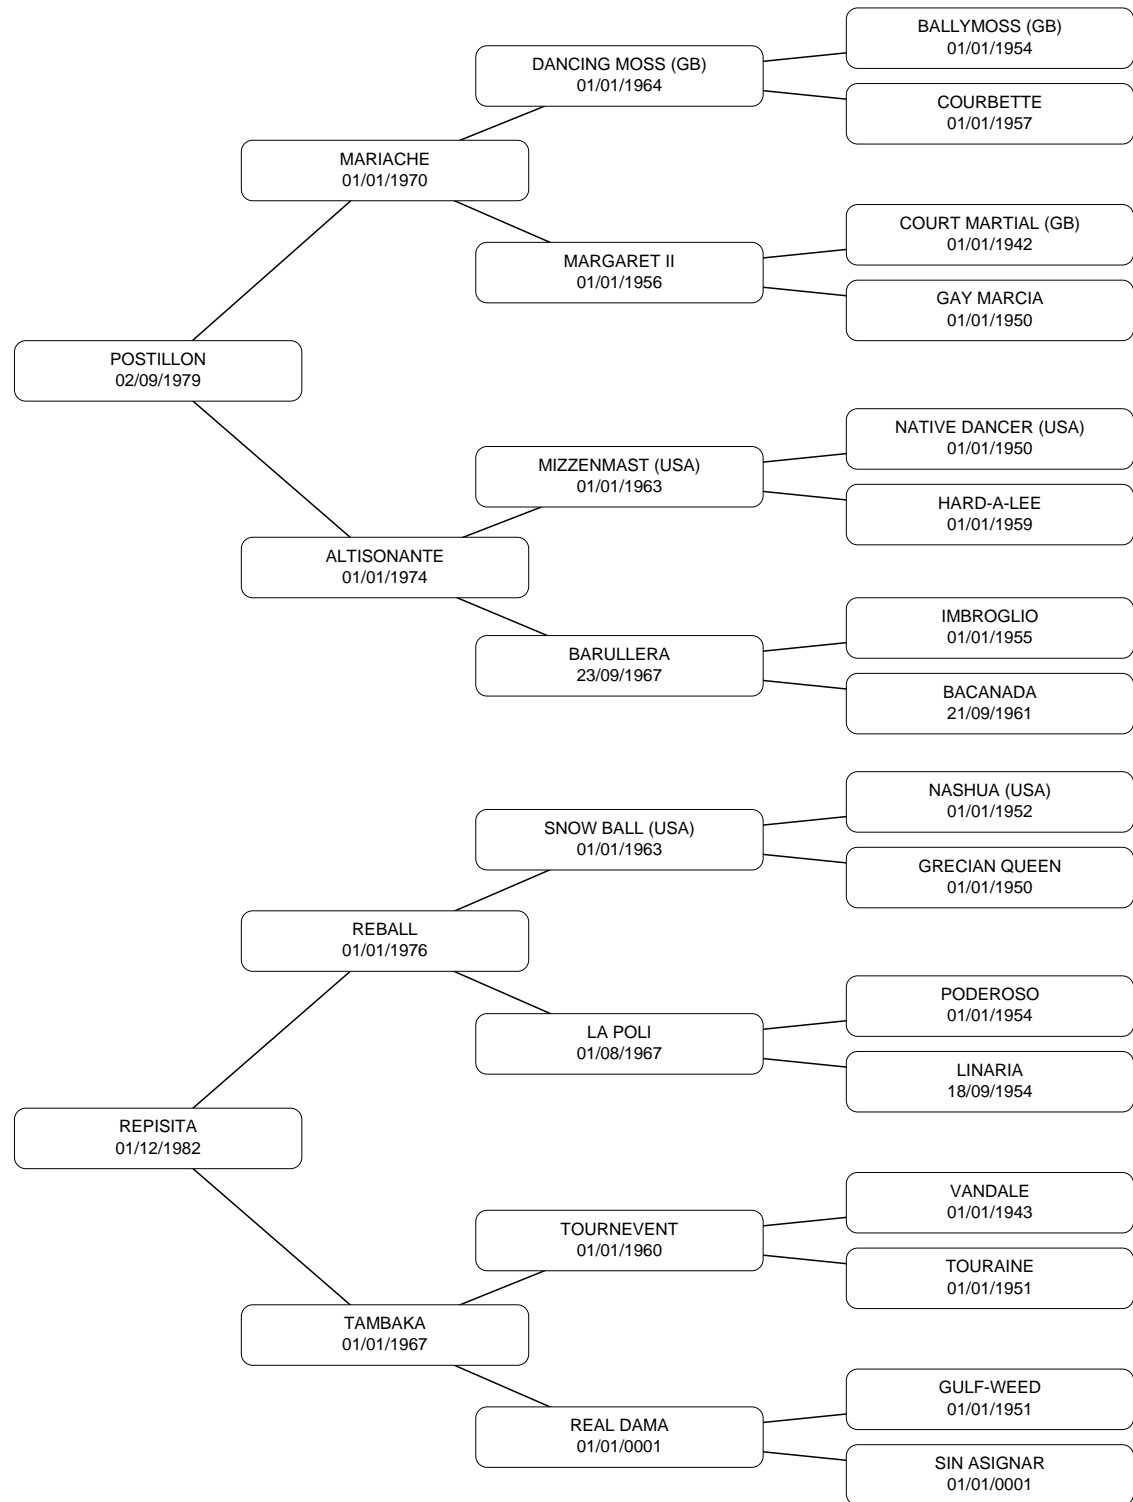 BALLYMOSS (GB)
01/01/1954
DANCING MOSS (GB)
01/01/1964
COURBETTE
01/01/1957
MARIACHE
01/01/1970
COURT MARTIAL (GB)
01/01/1942
MARGARET II
01/01/1956
GAY MARCIA
01/01/1950
POSTILLON
02/09/1979
NATIVE DANCER (USA)
01/01/1950
MIZZENMAST (USA)
01/01/1963
HARD-A-LEE
01/01/1959
ALTISONANTE
01/01/1974
IMBROGLIO
01/01/1955
BARULLERA
23/09/1967
BACANADA
21/09/1961
NASHUA (USA)
01/01/1952
SNOW BALL (USA)
01/01/1963
GRECIAN QUEEN
01/01/1950
REBALL
01/01/1976
PODEROSO
01/01/1954
LA POLI
01/08/1967
LINARIA
18/09/1954
REPISITA
01/12/1982
VANDALE
01/01/1943
TOURNEVENT
01/01/1960
TOURAINE
01/01/1951
TAMBAKA
01/01/1967
GULF-WEED
01/01/1951
REAL DAMA
01/01/0001
SIN ASIGNAR
01/01/0001